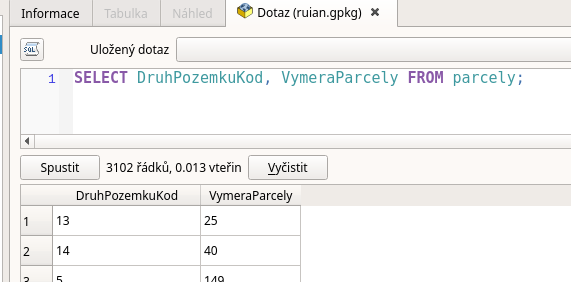 Informace Tabulka Náhled Dotaz (ruian.gpkg)
SQL Uložený dotaz
1 SELECT DruhPozemkuKod, VymeraParcely FROM parcely;
Spustit 3102 řádků, 0.013 vteřin Vyčistit
DruhPozemkuKod VymeraParcely
1 13 25
2 14 40
3 5 149